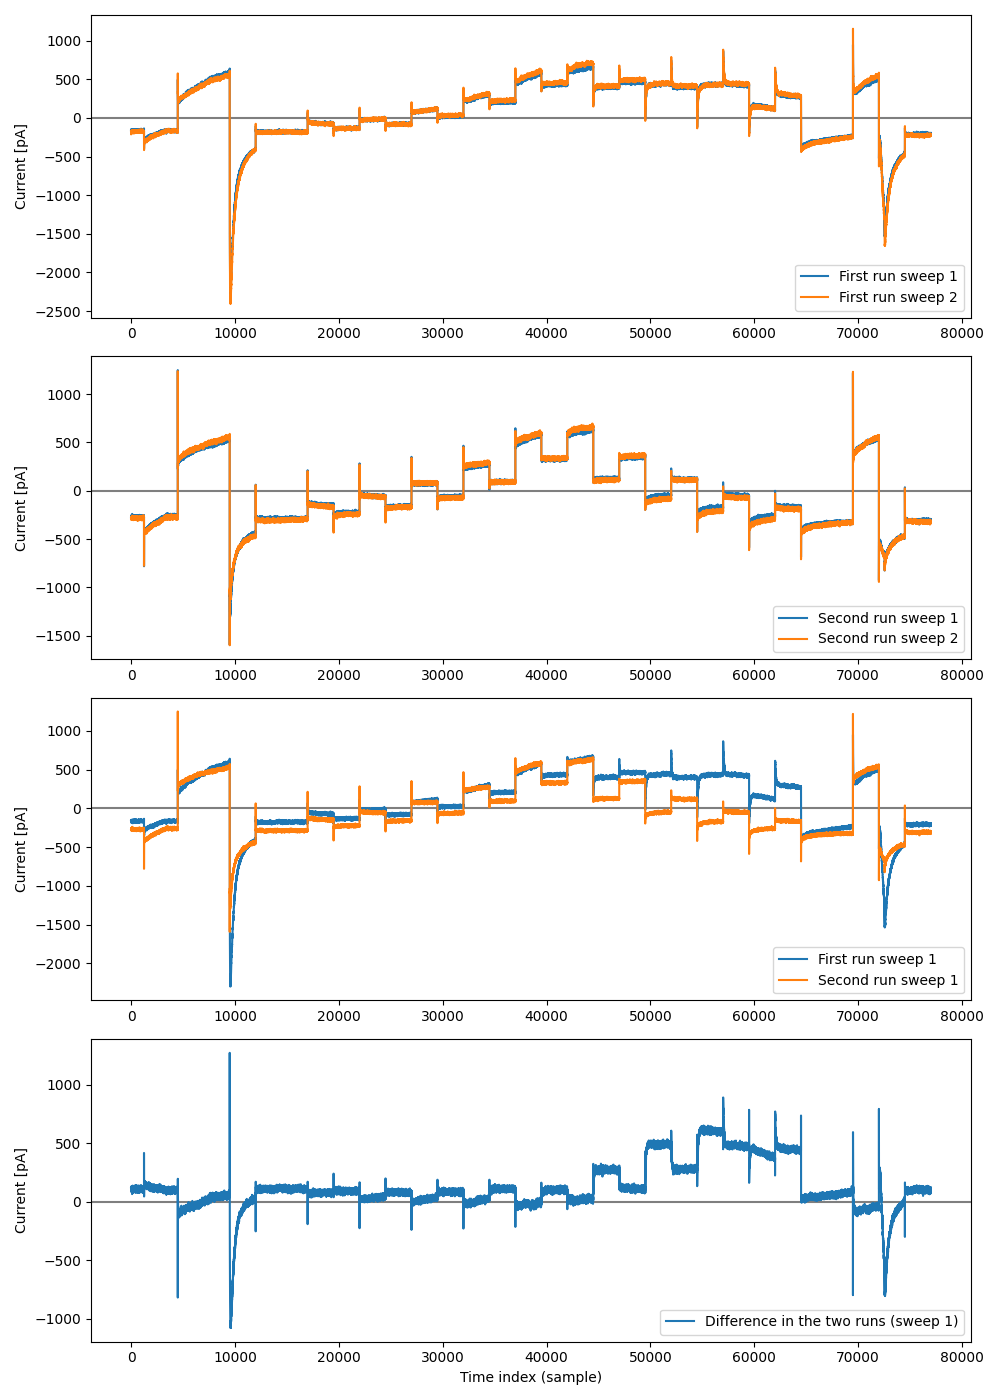 1000
500
0
−500
−1000
−1500
−2000
−2500
Current [pA]
First run sweep 1
First run sweep 2
0 10000 20000 30000 40000 50000 60000 70000 80000
1000
500
0
−500
−1000
−1500
Current [pA]
Second run sweep 1
Second run sweep 2
0 10000 20000 30000 40000 50000 60000 70000 80000
1000
500
0
−500
−1000
−1500
−2000
Current [pA]
First run sweep 1
Second run sweep 1
0 10000 20000 30000 40000 50000 60000 70000 80000
1000
500
0
−500
−1000
Current [pA]
Difference in the two runs (sweep 1)
0 10000 20000 30000 40000 50000 60000 70000 80000
Time index (sample)